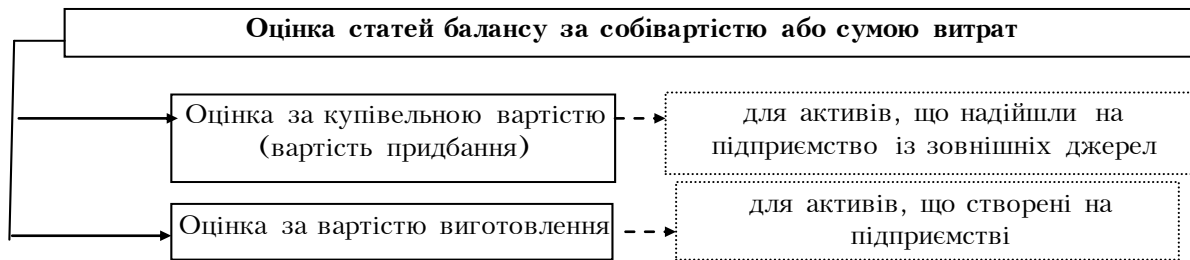 Оцінка статей балансу за собівартістю або сумою витрат
Оцінка за купівельною вартістю
(вартість придбання)
для активів, що надійшли на
підприємство із зовнішніх джерел
Оцінка за вартістю виготовлення
для активів, що створені на
підприємстві